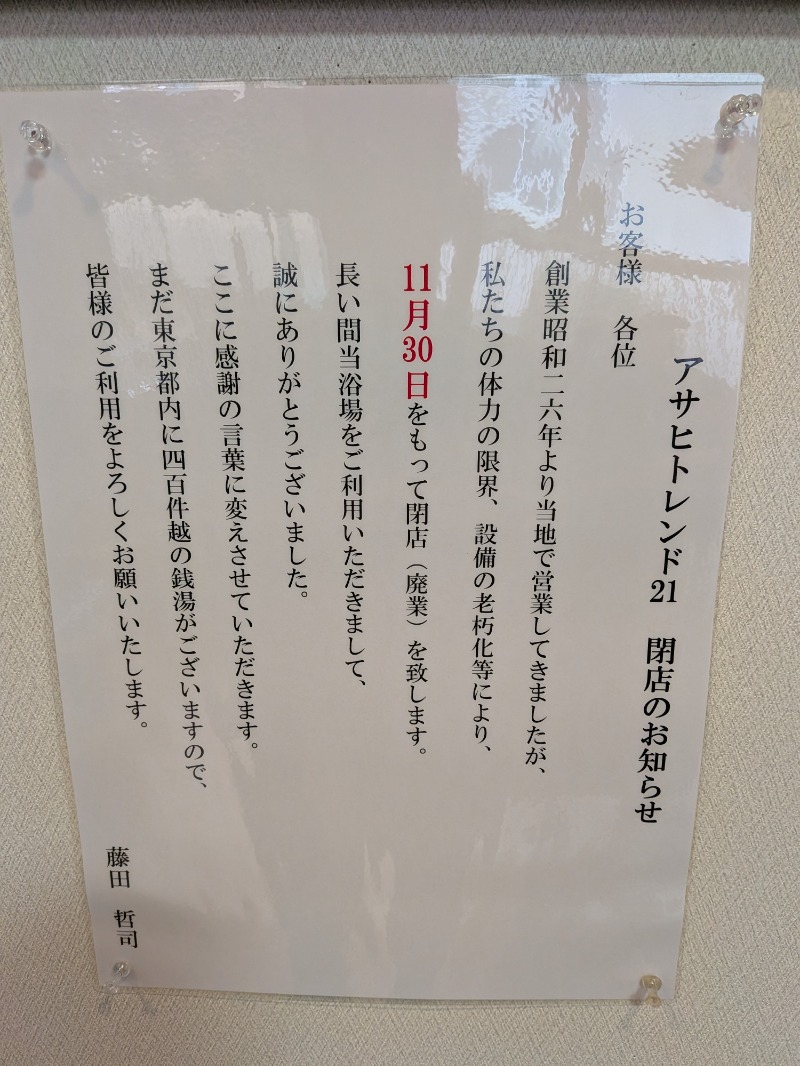 アサヒトレンド21　閉店のお知らせ
お客様　各位
創業昭和二六年より当地で営業してきましたが、
私たちの体力の限界、設備の老朽化等により、
11月30日をもって閉店（廃業）を致します。
長い間当浴場をご利用いただきまして、
誠にありがとうございました。
ここに感謝の言葉に変えさせていただきます。
まだ東京都内に四百件越の銭湯がございますので、
皆様のご利用をよろしくお願いいたします。
藤田　哲司